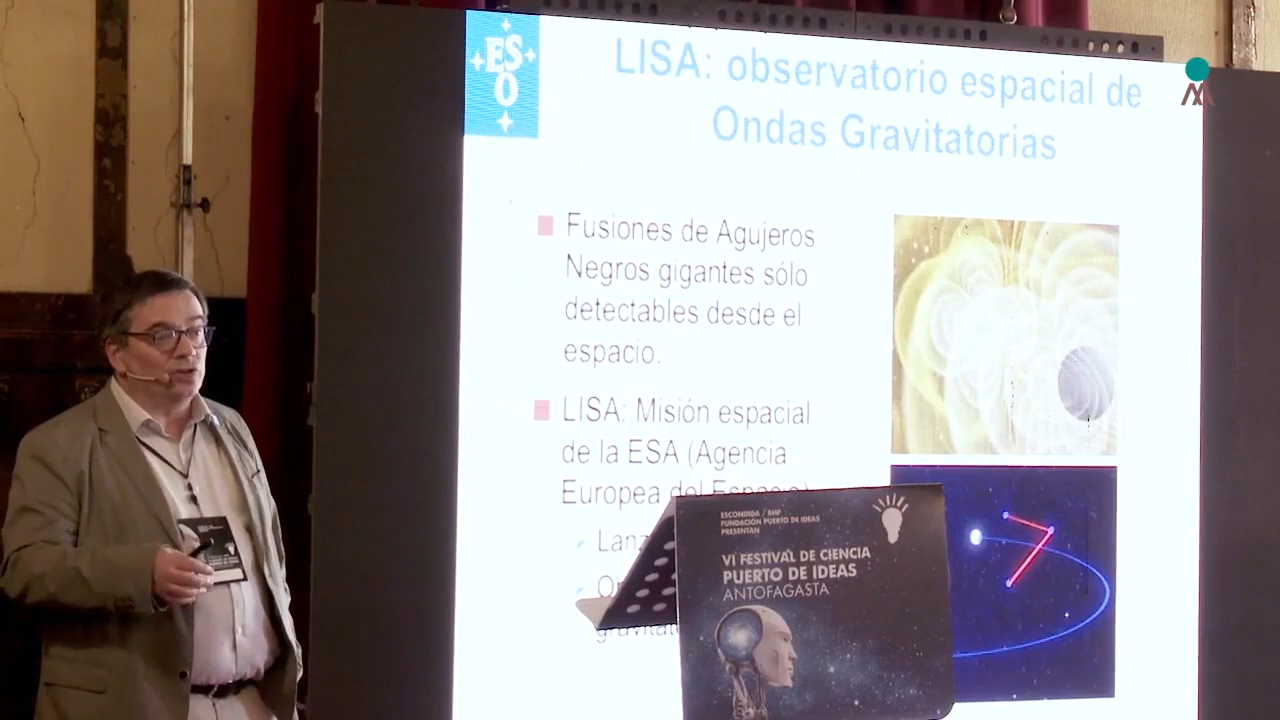 ESO
LISA: observatorio espacial de
Ondas Gravitatorias
Fusiones de Agujeros
Negros gigantes sólo
detectables desde el
espacio.
LISA: Misión espacial
de la ESA (Agencia
Europea del Espacio)
ESCONDIDA / BHP
FUNDACIÓN PUERTO DE IDEAS
PRESENTAN
VI FESTIVAL DE CIENCIA
PUERTO DE IDEAS
ANTOFAGASTA